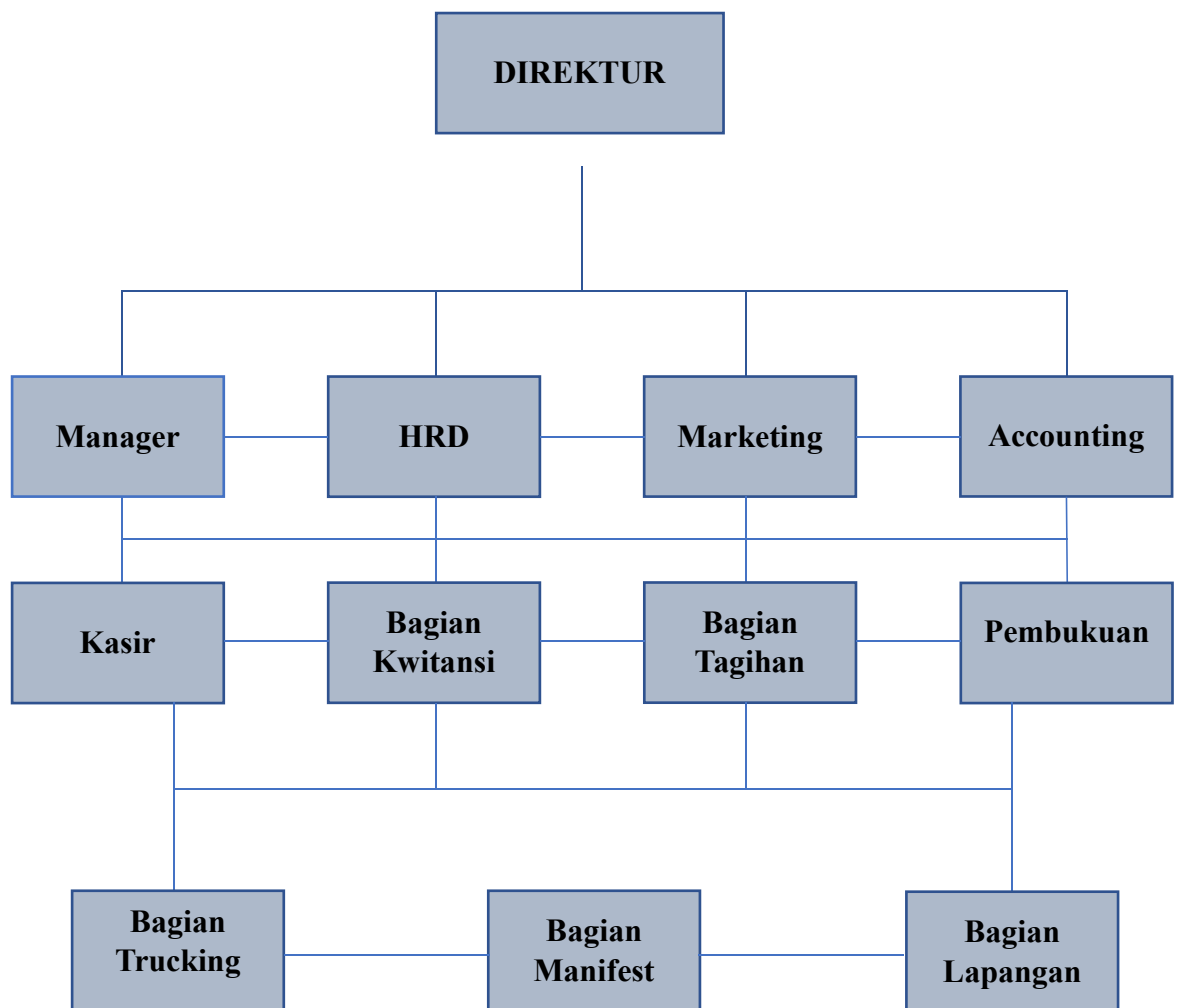 DIREKTUR
Manager
HRD
Marketing
Accounting
Kasir
Bagian
Kwitansi
Bagian
Tagihan
Pembukuan
Bagian
Trucking
Bagian
Manifest
Bagian
Lapangan